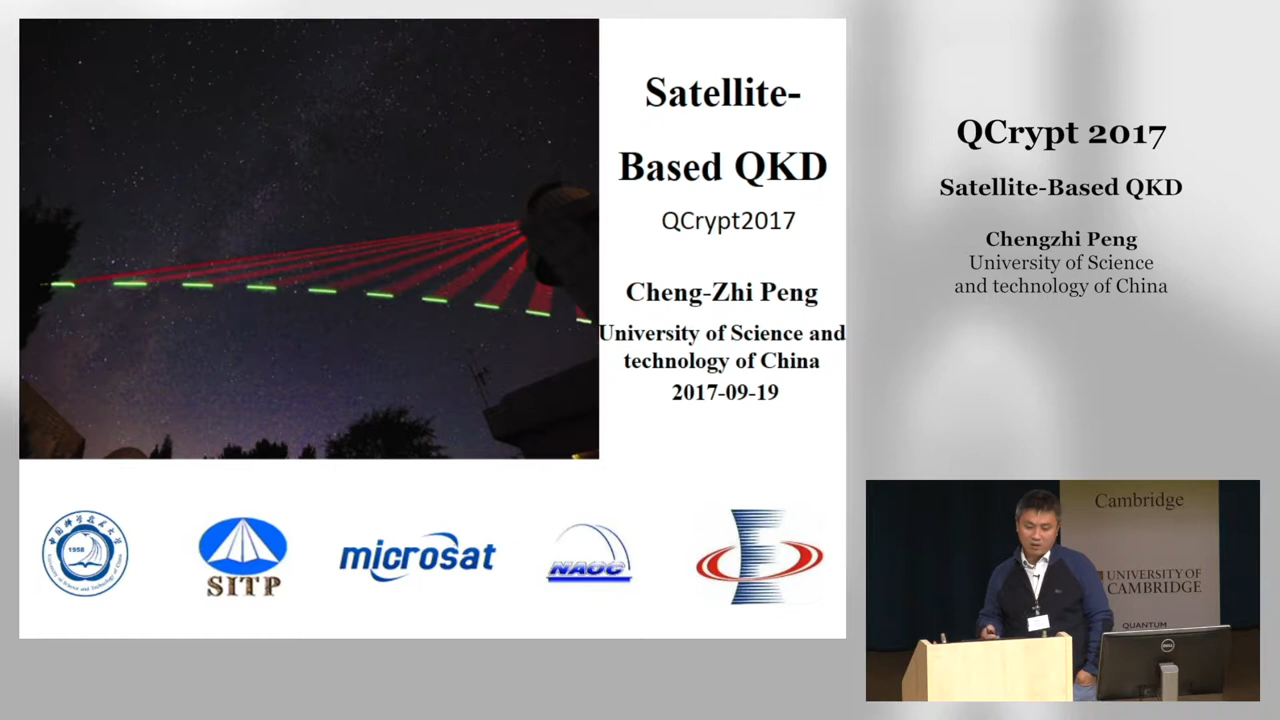 Satellite-
Based QKD
QCrypt2017
Cheng-Zhi Peng
University of Science and
technology of China
2017-09-19
1958
SITP
microsat
NAOC
QCrypt 2017
Satellite-Based QKD
Chengzhi Peng
University of Science
and technology of China
Cambridge
UNIVERSITY OF
CAMBRIDGE
QUANTUM
DELL